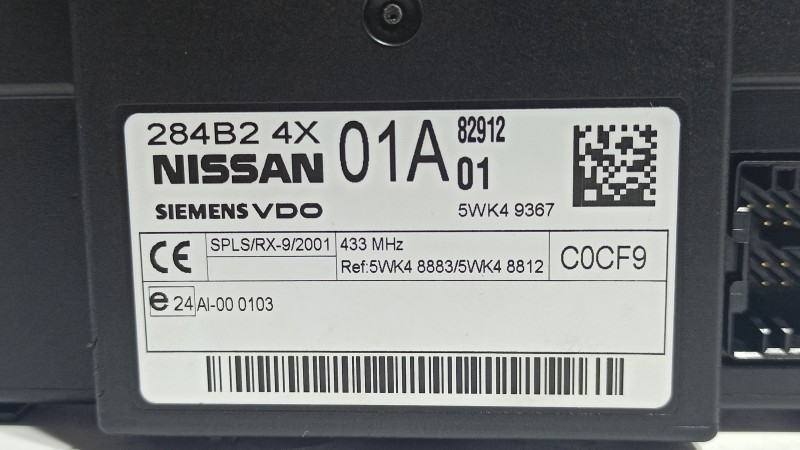 284B2 4X 01A 82912
NISSAN 01
SIEMENS VDO 5WK4 9367
CE SPLS/RX-9/2001 433 MHz C0CF9
Ref:5WK4 8883/5WK4 8812
e 24 AI-00 0103